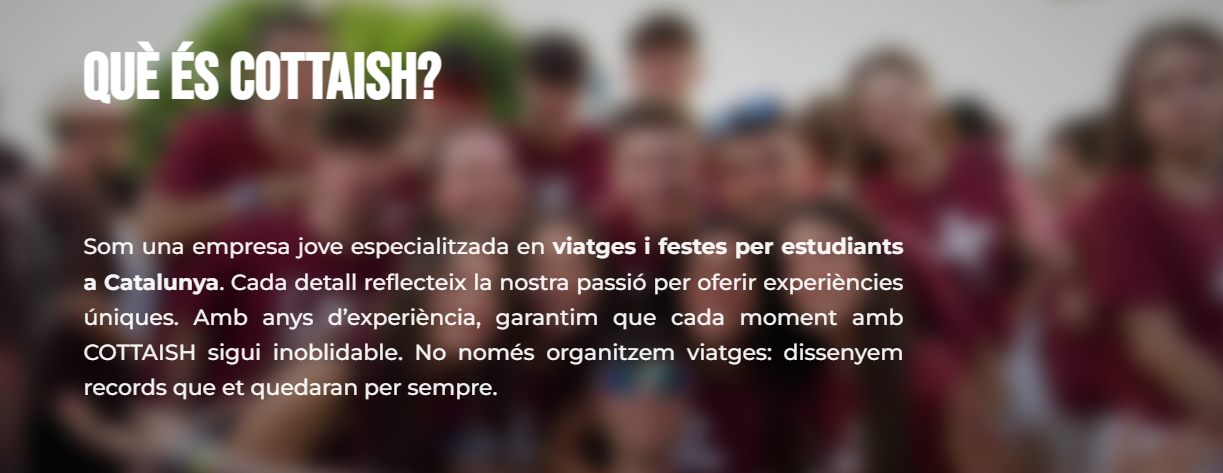 QUÈ ÉS COTTAISH?
Som una empresa jove especialitzada en viatges i festes per estudiants
a Catalunya. Cada detall reflecteix la nostra passió per oferir experiències
úniques. Amb anys d’experiència, garantim que cada moment amb
COTTAISH sigui inoblidable. No només organitzem viatges: dissenyem
records que et quedaran per sempre.